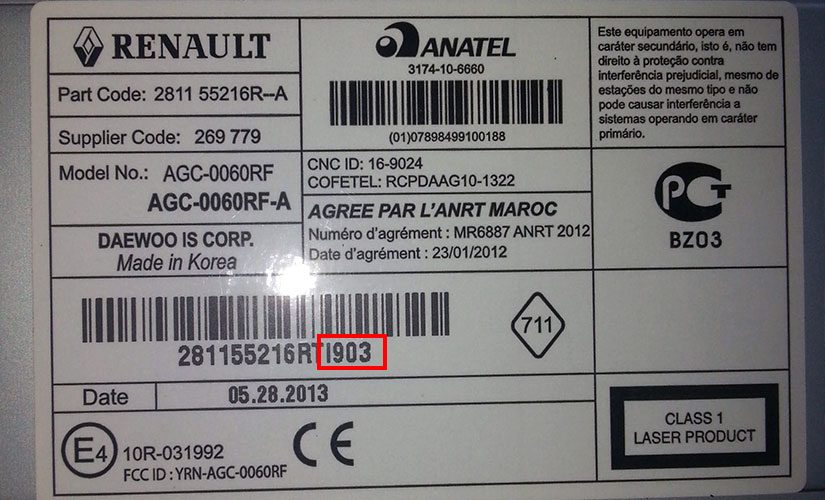 RENAULT
Part Code: 2811 55216R--A
Supplier Code: 269 779
Model No.: AGC-0060RF
AGC-0060RF-A
DAEWOO IS CORP.
Made in Korea
ANATEL
3174-10-6660
(01)07898499100188
CNC ID: 16-9024
COFETEL: RCPDAAG10-1322
AGREE PAR L'ANRT MAROC
Numéro d'agrément : MR6887 ANRT 2012
Date d'agrément : 23/01/2012
Este equipamento opera em
caráter secundário, isto é, não tem
direito à proteção contra
interferência prejudicial, mesmo de
estações do mesmo tipo e não
pode causar interferência a
sistemas operando em caráter
primário.
РСТ
BZ03
281155216RTI903
711
Date 05.28.2013
E4 10R-031992
FCC ID : YRN-AGC-0060RF
CE
CLASS 1
LASER PRODUCT